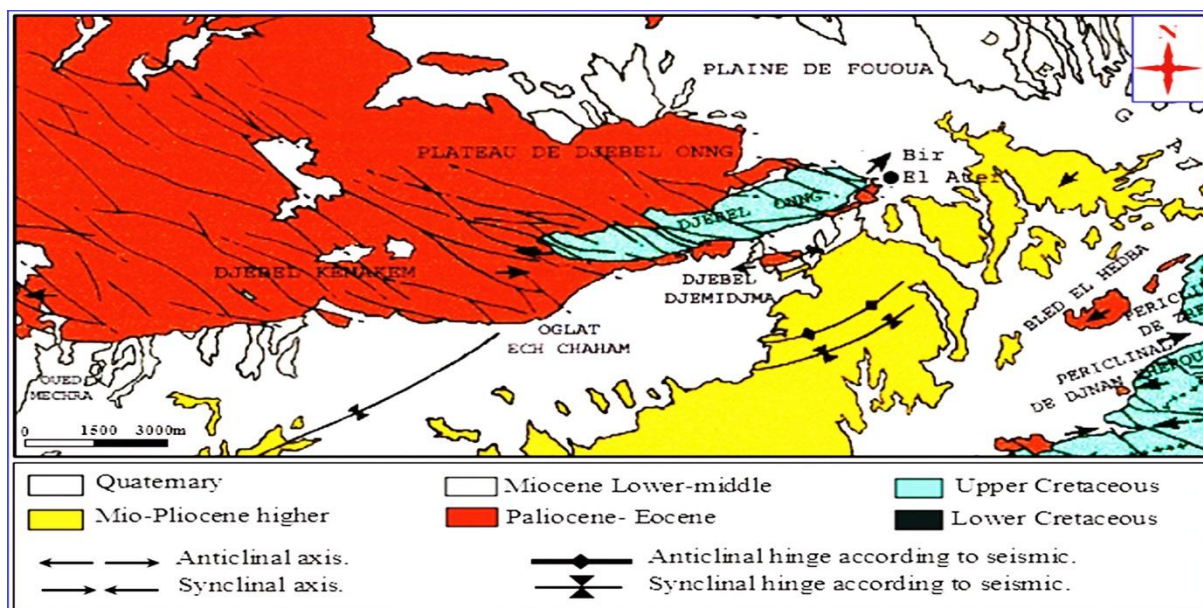 N
PLAINE DE FOUOUA
D
E
G
A
PLATEAU DE DJEBEL ONNG
Bir
El Ater
DJEBEL ONNG
DJEBEL KEMAKEM
DJEBEL
DJEMIDJMA
OGLAT
ECH CHAHAM
BLED EL HEDBA
PERICLINAL
DE DJNAN
OUED
MECHRA
0 1500 3000m
Quaternary
Miocene Lower-middle
Upper Cretaceous
Mio-Pliocene higher
Paliocene- Eocene
Lower Cretaceous
Anticlinal axis.
Anticlinal hinge according to seismic.
Synclinal axis.
Synclinal hinge according to seismic.